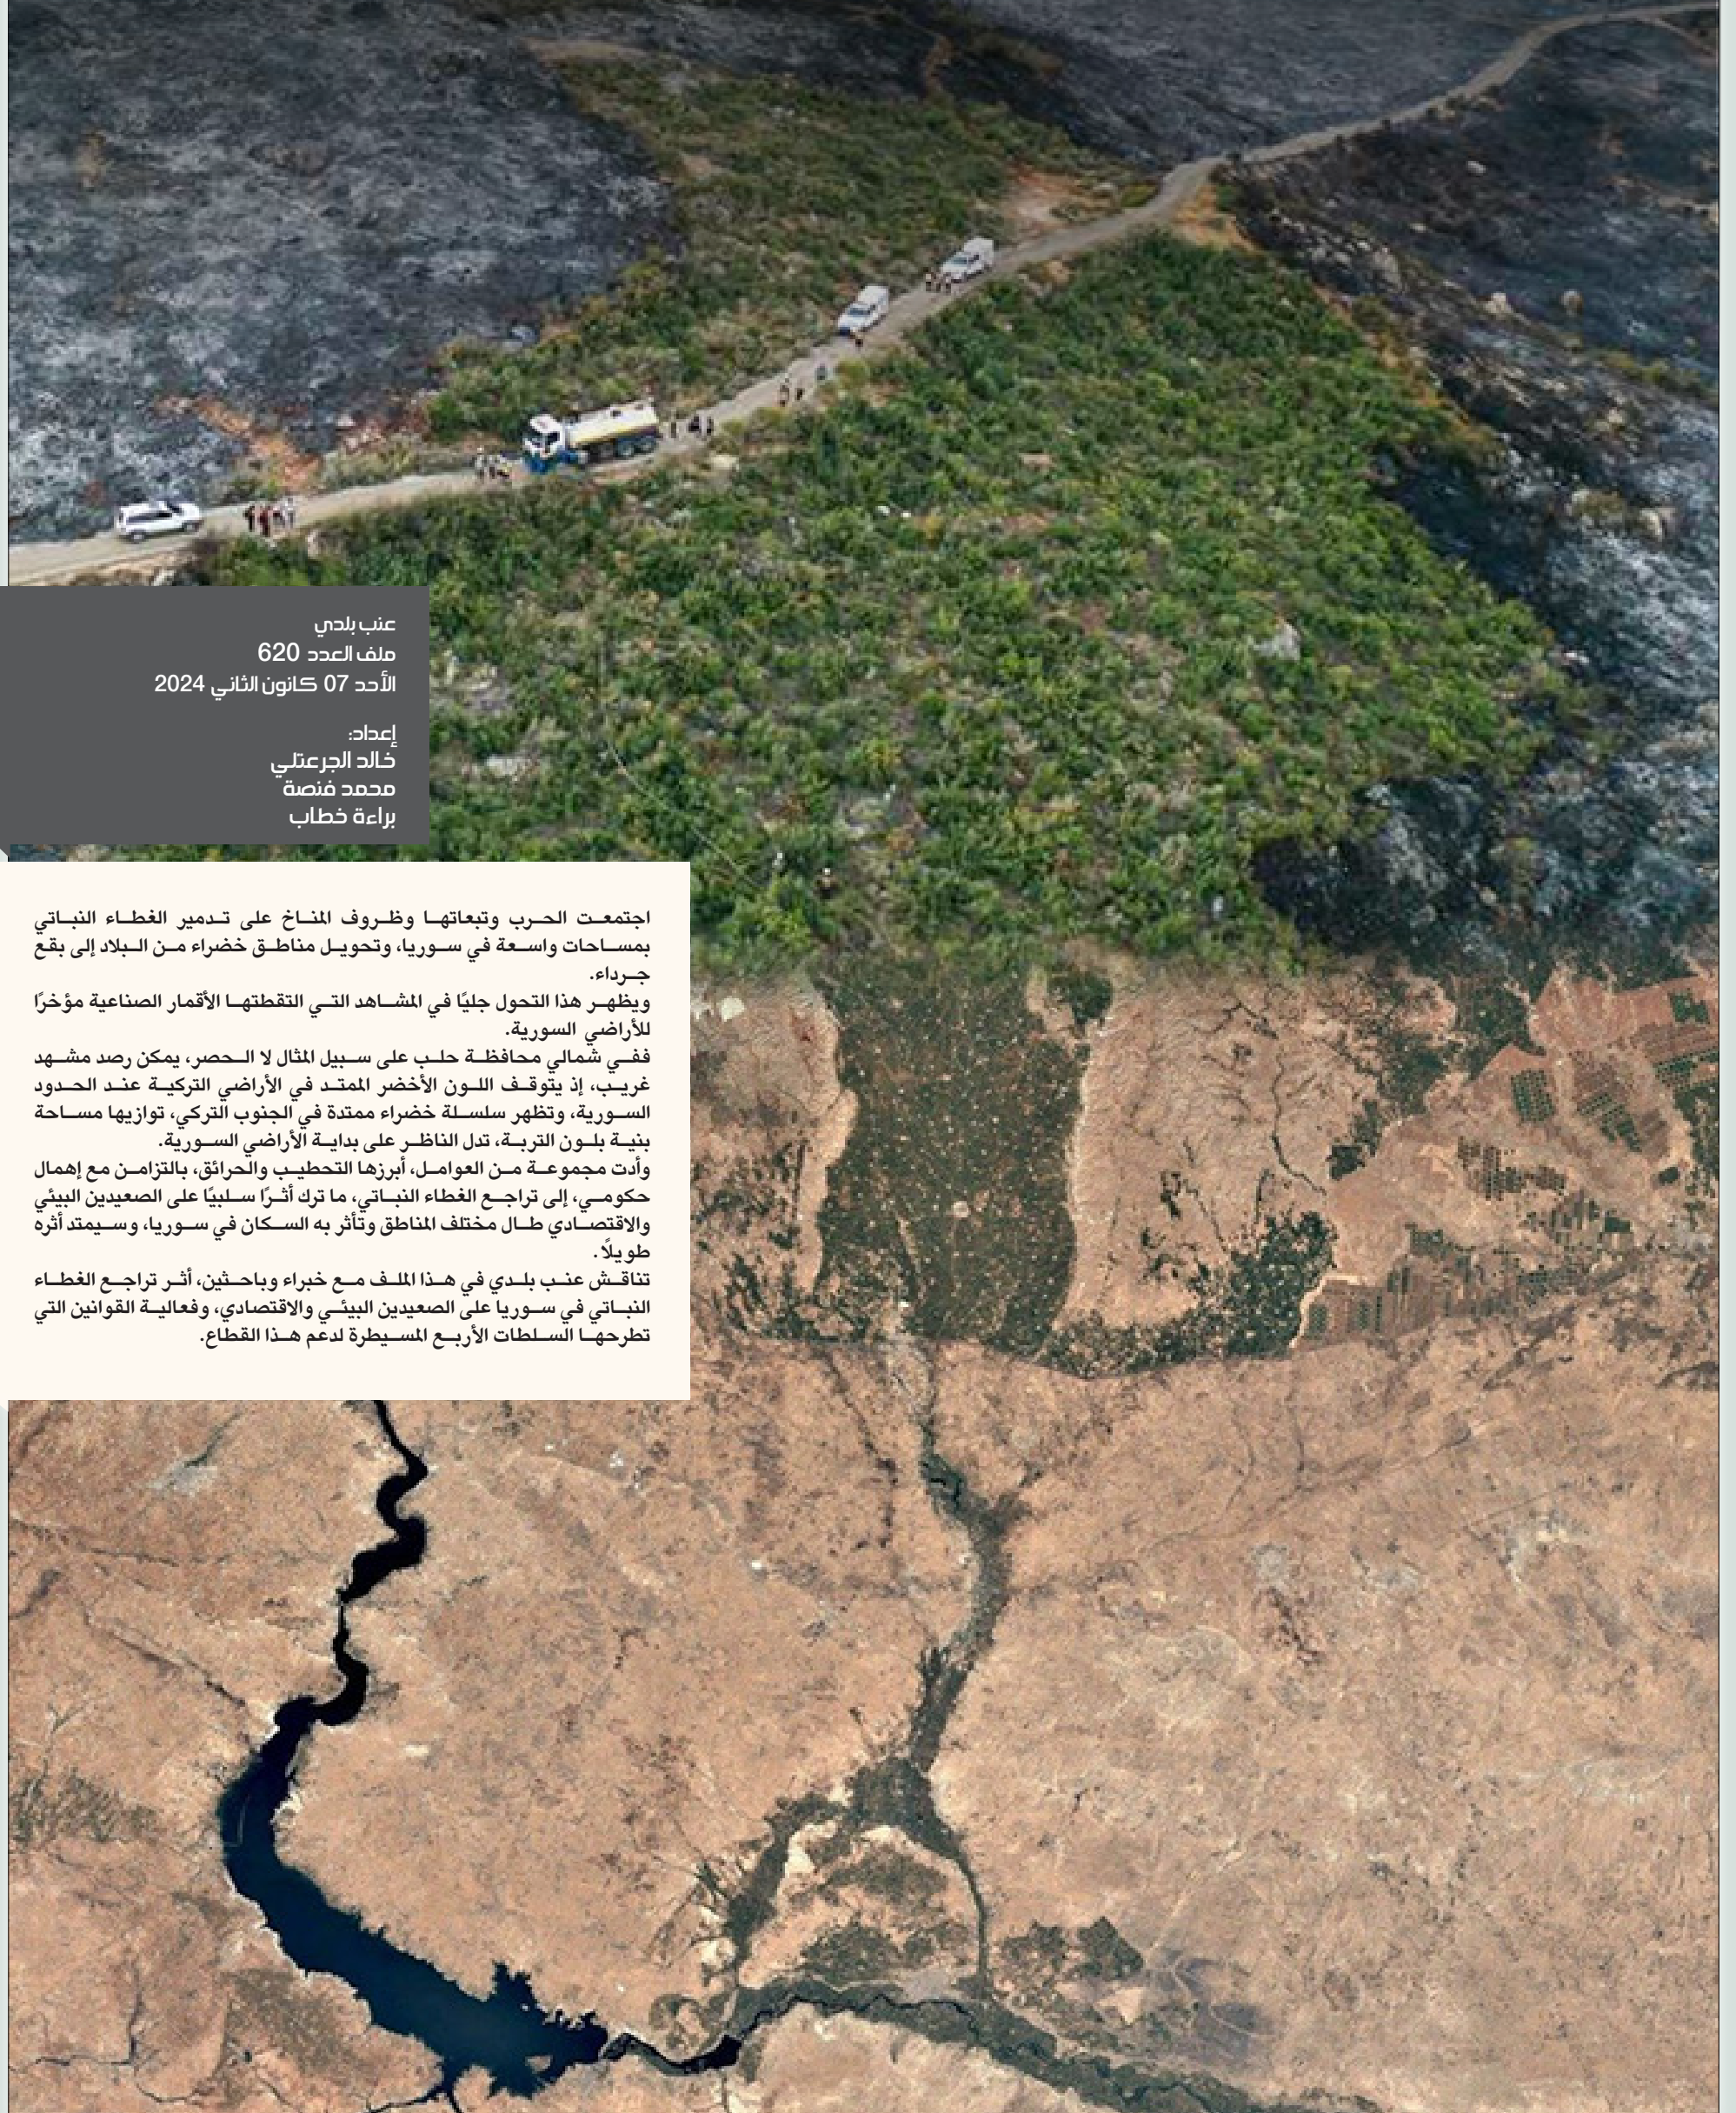 عنب بلدي
ملف العدد 620
الأحد 07 كانون الثاني 2024
إعداد:
خالد الجرعتلي
محمد فنصة
براءة خطاب
اجتمعت الحرب وتبعاتها وظروف المناخ على تدمير الغطاء النباتي
بمساحات واسعة في سوريا، وتحويل مناطق خضراء من البلاد إلى بقع
جرداء.
ويظهر هذا التحول جليًا في المشاهد التي التقطتها الأقمار الصناعية مؤخرًا
للأراضي السورية.
ففي شمالي محافظة حلب على سبيل المثال لا الحصر، يمكن رصد مشهد
غريب، إذ يتوقف اللون الأخضر الممتد في الأراضي التركية عند الحدود
السورية، وتظهر سلسلة خضراء ممتدة في الجنوب التركي، توازيها مساحة
بنية بلون التربة، تدل الناظر على بداية الأراضي السورية.
وأدت مجموعة من العوامل، أبرزها التحطيب والحرائق، بالتزامن مع إهمال
حكومي، إلى تراجع الغطاء النباتي، ما ترك أثرًا سلبيًا على الصعيدين البيئي
والاقتصادي طال مختلف المناطق وتأثر به السكان في سوريا، وسيمتد أثره
طويلًا.
تناقش عنب بلدي في هذا الملف مع خبراء وباحثين، أثر تراجع الغطاء
النباتي في سوريا على الصعيدين البيئي والاقتصادي، وفعالية القوانين التي
تطرحها السلطات الأربع المسيطرة لدعم هذا القطاع.